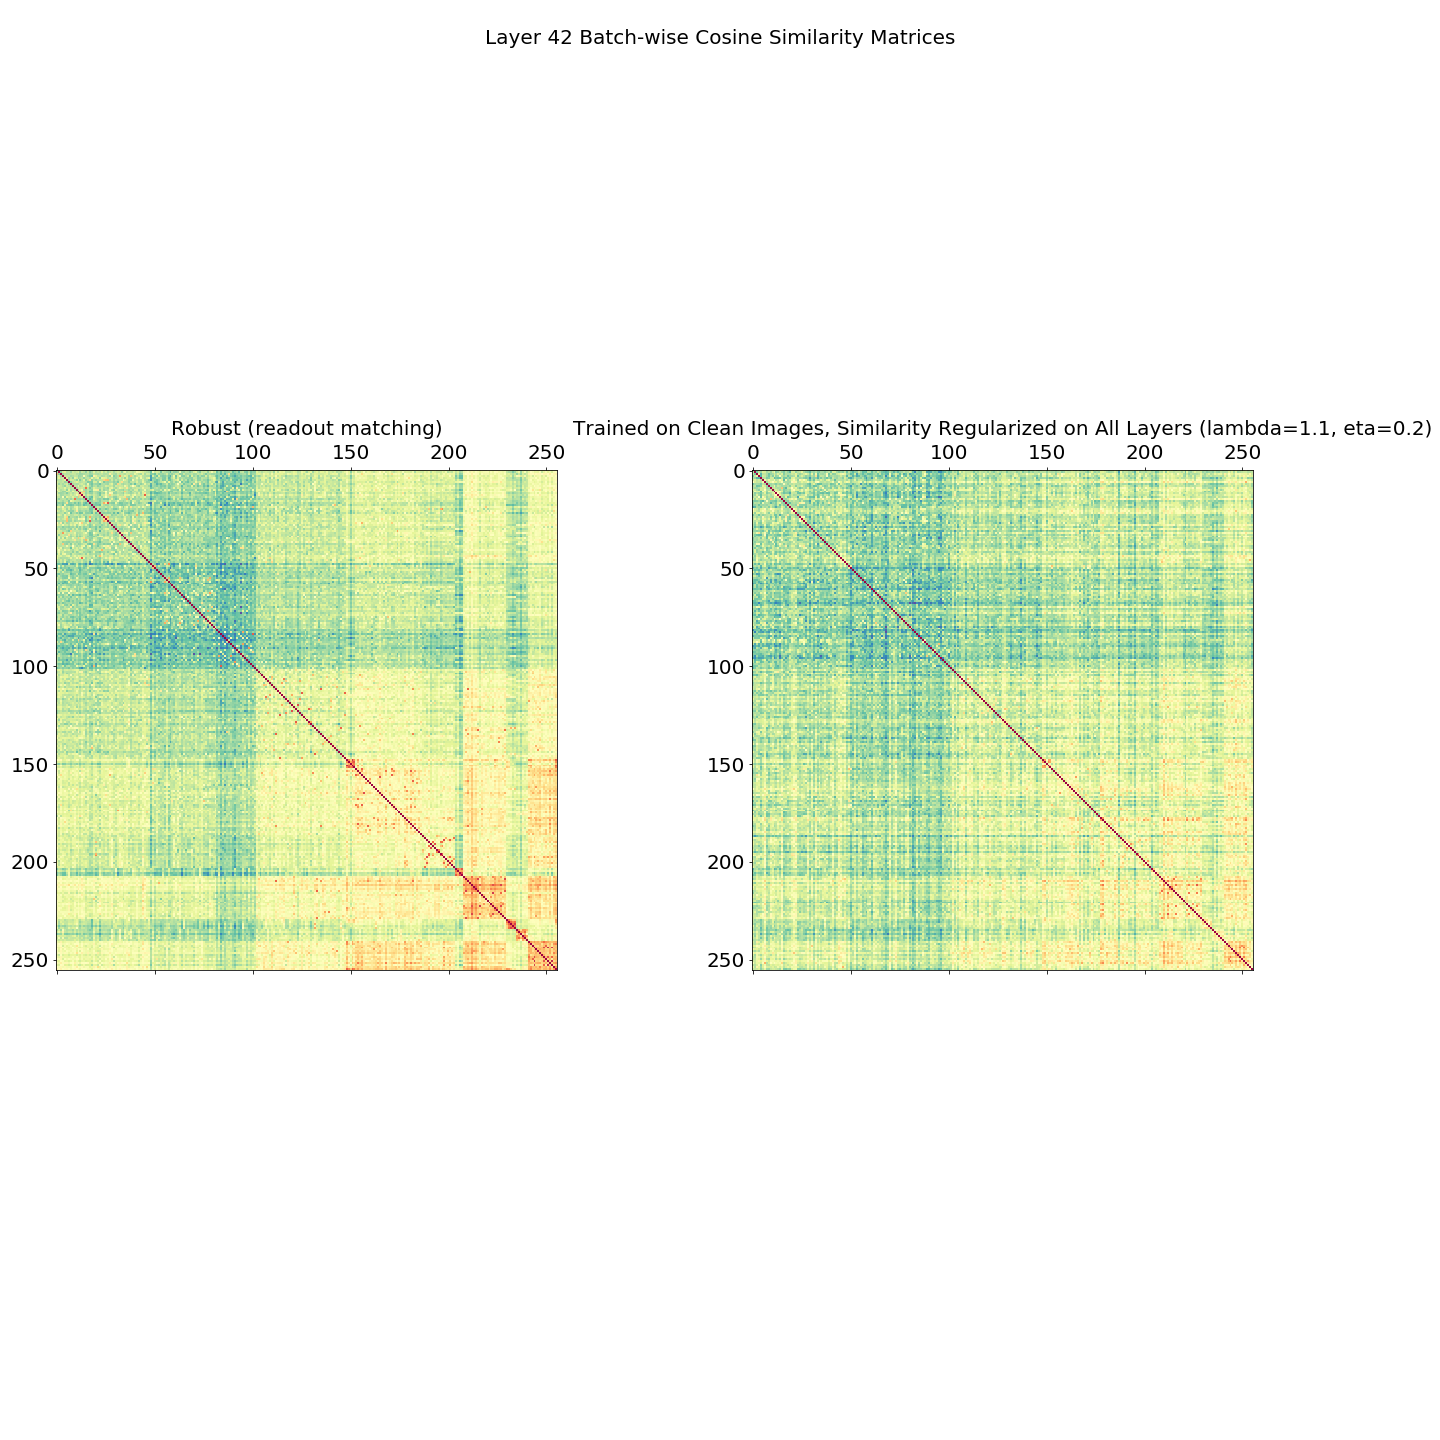 Layer 42 Batch-wise Cosine Similarity Matrices
Robust (readout matching)
0 50 100 150 200 250
0
50
100
150
200
250
Trained on Clean Images, Similarity Regularized on All Layers (lambda=1.1, eta=0.2)
0 50 100 150 200 250
0
50
100
150
200
250